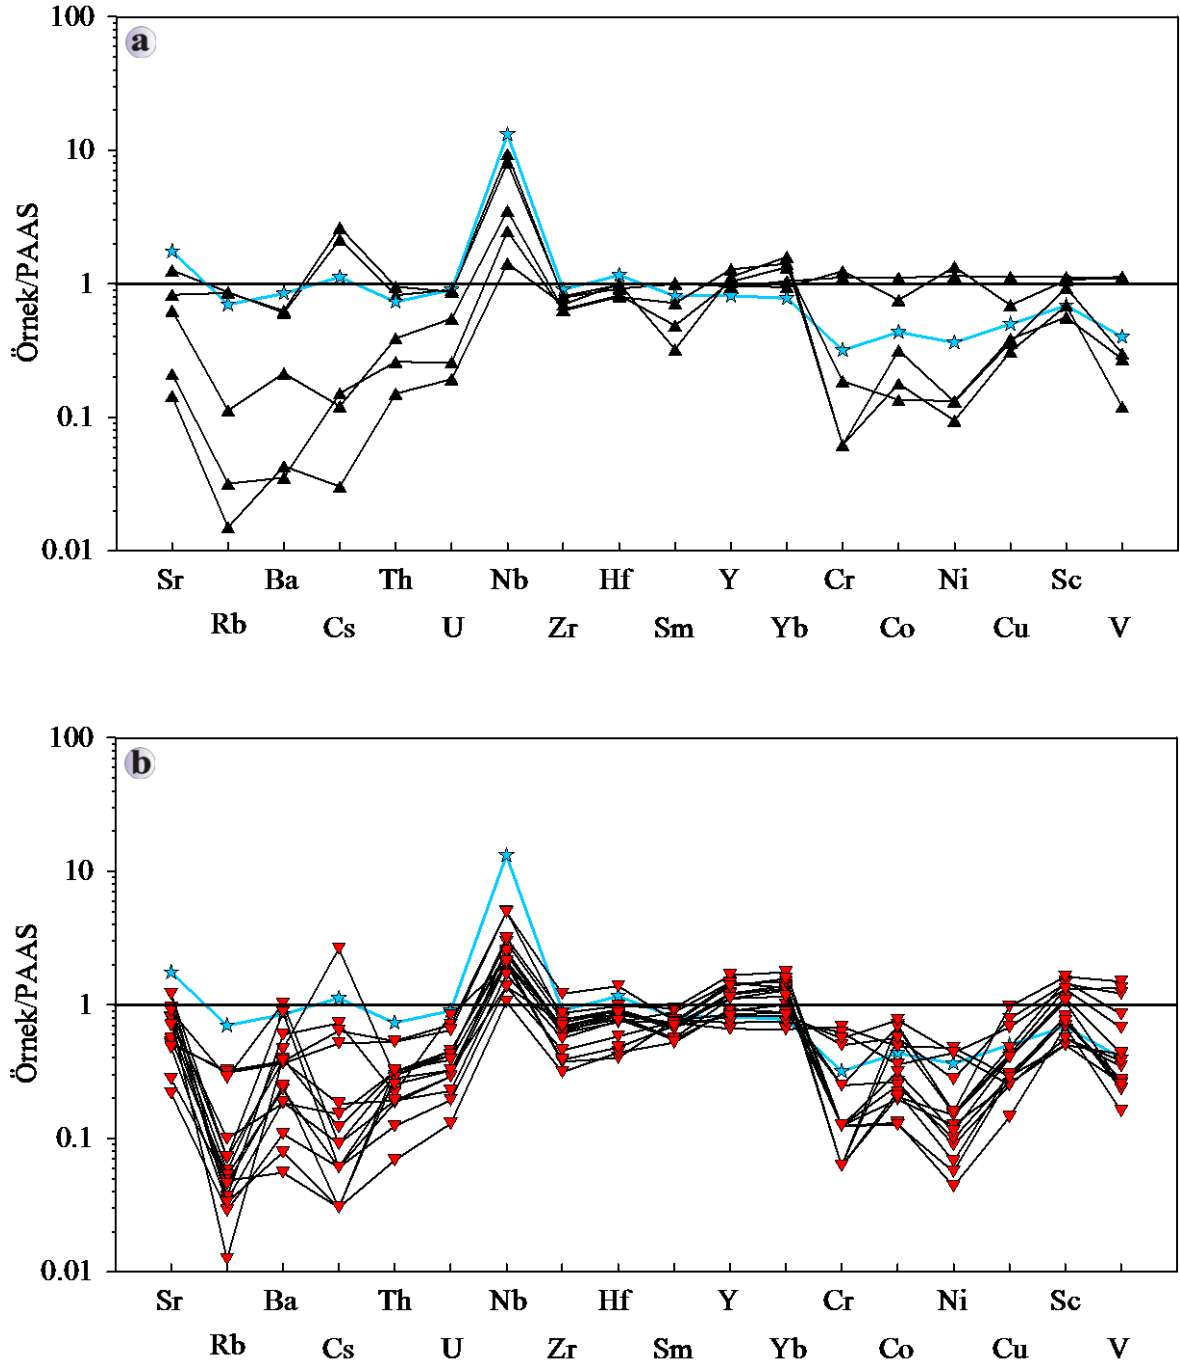 a
100
10
1
0.1
0.01
Örnek/PAAS
Sr Ba Th Nb Hf Y Cr Ni Sc
Rb Cs U Zr Sm Yb Co Cu V
b
100
10
1
0.1
0.01
Örnek/PAAS
Sr Ba Th Nb Hf Y Cr Ni Sc
Rb Cs U Zr Sm Yb Co Cu V